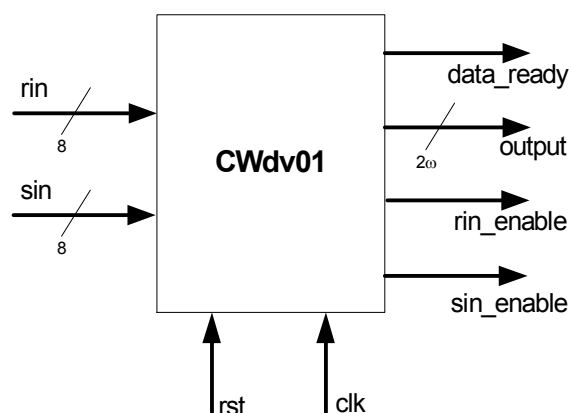 rin
8
sin
8
CWdv01
data_ready
2ω
output
rin_enable
sin_enable
rst
clk